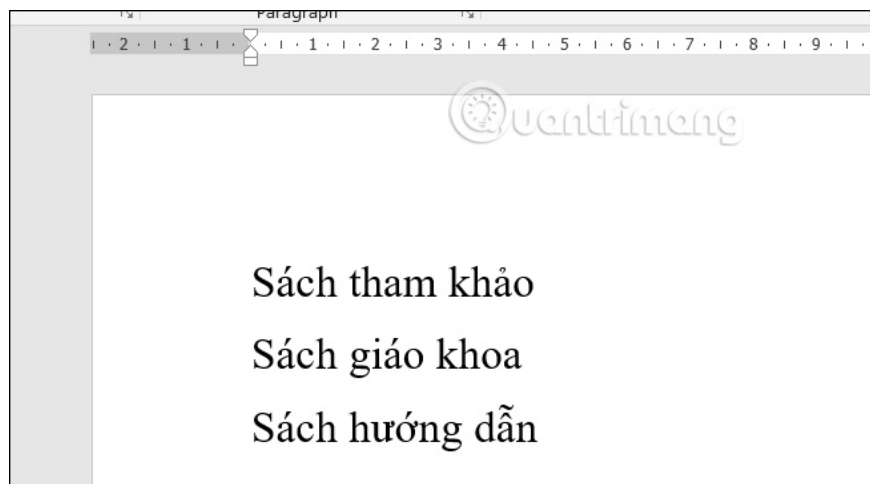 Paragraph
2 1 1 2 3 4 5 6 7 8 9
Quantrimang
Sách tham khảo
Sách giáo khoa
Sách hướng dẫn